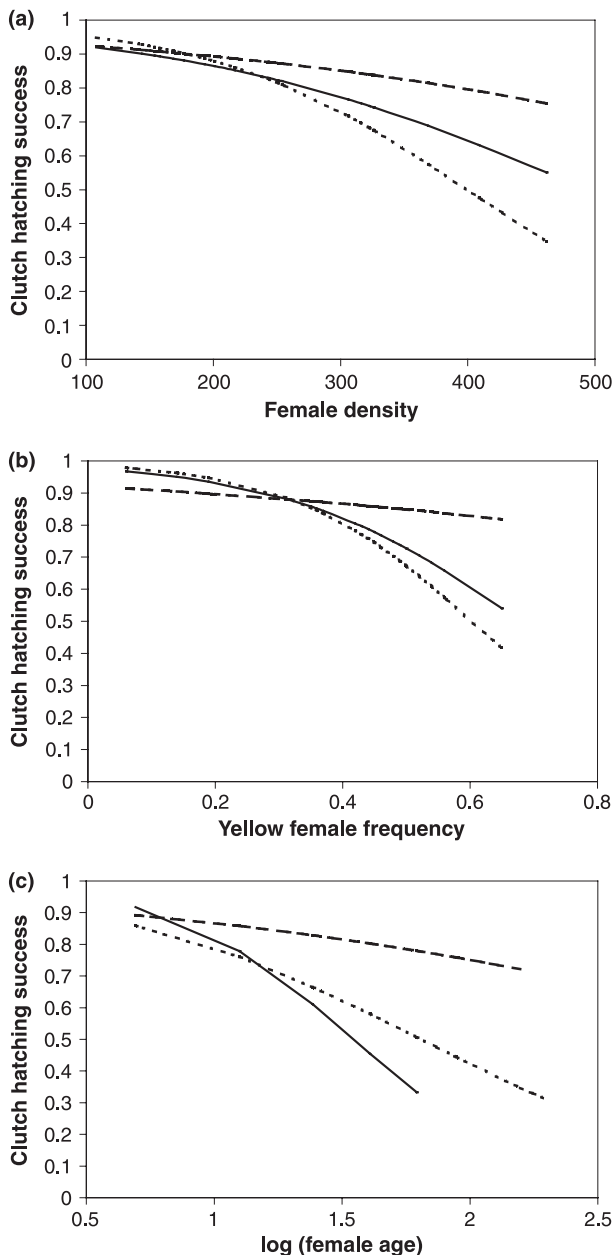 (a)
1
0.9
0.8
0.7
0.6
0.5
0.4
0.3
0.2
0.1
0
Clutch hatching success
100 200 300 400 500
Female density
(b)
1
0.9
0.8
0.7
0.6
0.5
0.4
0.3
0.2
0.1
0
Clutch hatching success
0 0.2 0.4 0.6 0.8
Yellow female frequency
(c)
1
0.9
0.8
0.7
0.6
0.5
0.4
0.3
0.2
0.1
0
Clutch hatching success
0.5 1 1.5 2 2.5
log (female age)